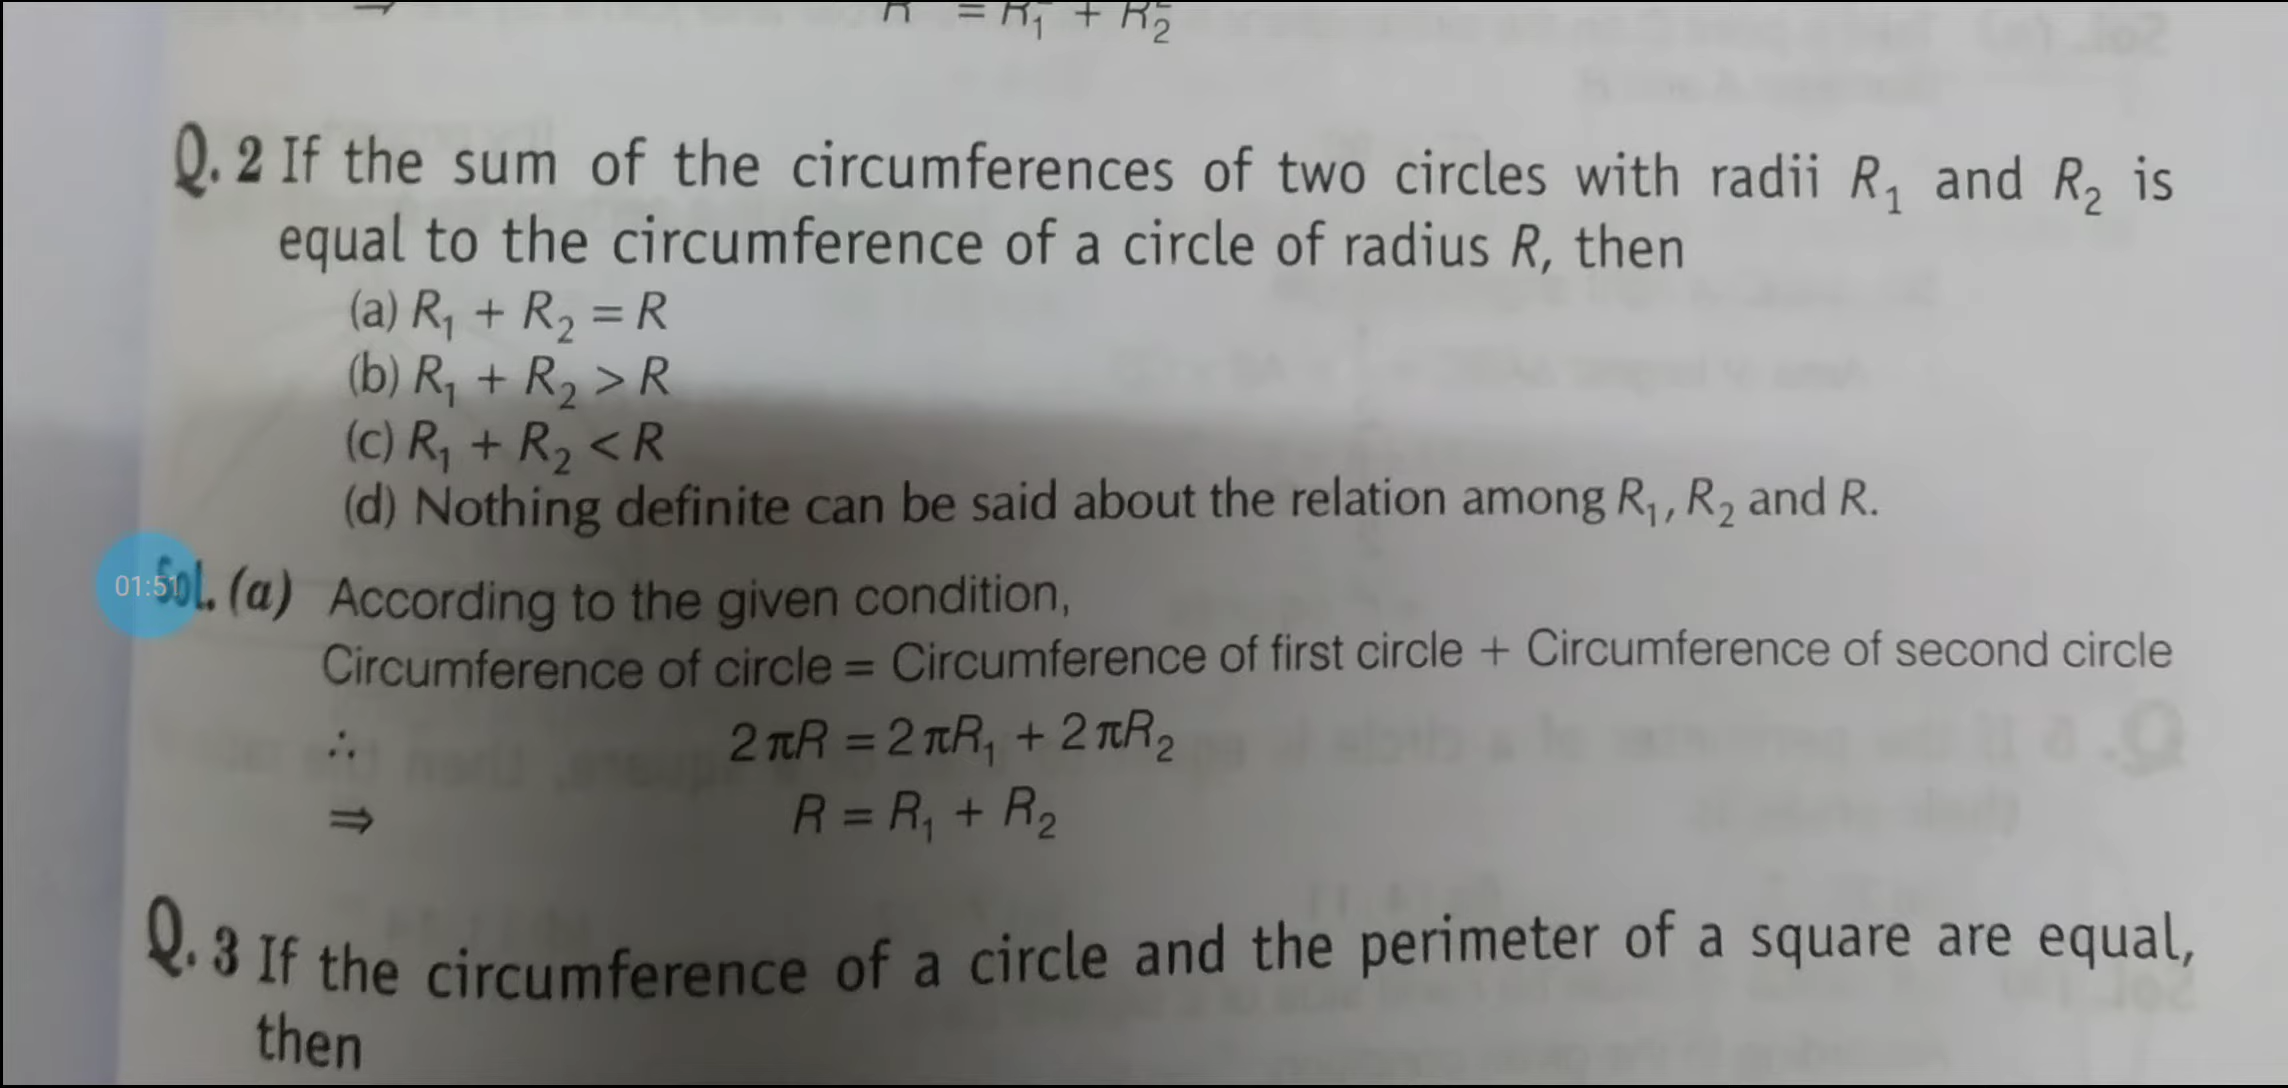 ⇒ R = R₁ + R₂
Q. 2 If the sum of the circumferences of two circles with radii R₁ and R₂ is
equal to the circumference of a circle of radius R, then
(a) R₁ + R₂ = R
(b) R₁ + R₂ > R
(c) R₁ + R₂ < R
(d) Nothing definite can be said about the relation among R₁, R₂ and R.
01:51
Sol. (a) According to the given condition,
Circumference of circle = Circumference of first circle + Circumference of second circle
∴ 2πR = 2πR₁ + 2πR₂
⇒ R = R₁ + R₂
Q. 3 If the circumference of a circle and the perimeter of a square are equal,
then